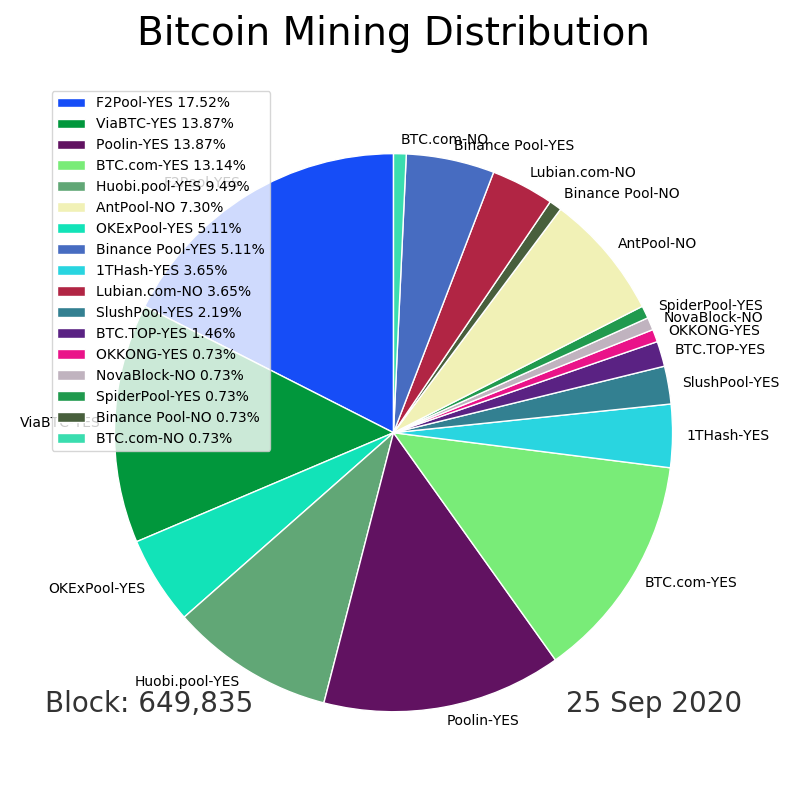 Bitcoin Mining Distribution
F2Pool-YES 17.52%
ViaBTC-YES 13.87%
Poolin-YES 13.87%
BTC.com-YES 13.14%
Huobi.pool-YES 9.49%
AntPool-NO 7.30%
OKExPool-YES 5.11%
Binance Pool-YES 5.11%
1THash-YES 3.65%
Lubian.com-NO 3.65%
SlushPool-YES 2.19%
BTC.TOP-YES 1.46%
OKKONG-YES 0.73%
NovaBlock-NO 0.73%
SpiderPool-YES 0.73%
Binance Pool-NO 0.73%
BTC.com-NO 0.73%
BTC.com-NO
Binance Pool-YES
Lubian.com-NO
F2Pool-YES
Binance Pool-NO
AntPool-NO
SpiderPool-YES
NovaBlock-NO
OKKONG-YES
BTC.TOP-YES
SlushPool-YES
ViaBTC-YES
1THash-YES
BTC.com-YES
OKExPool-YES
Huobi.pool-YES
Poolin-YES
Block: 649,835
25 Sep 2020